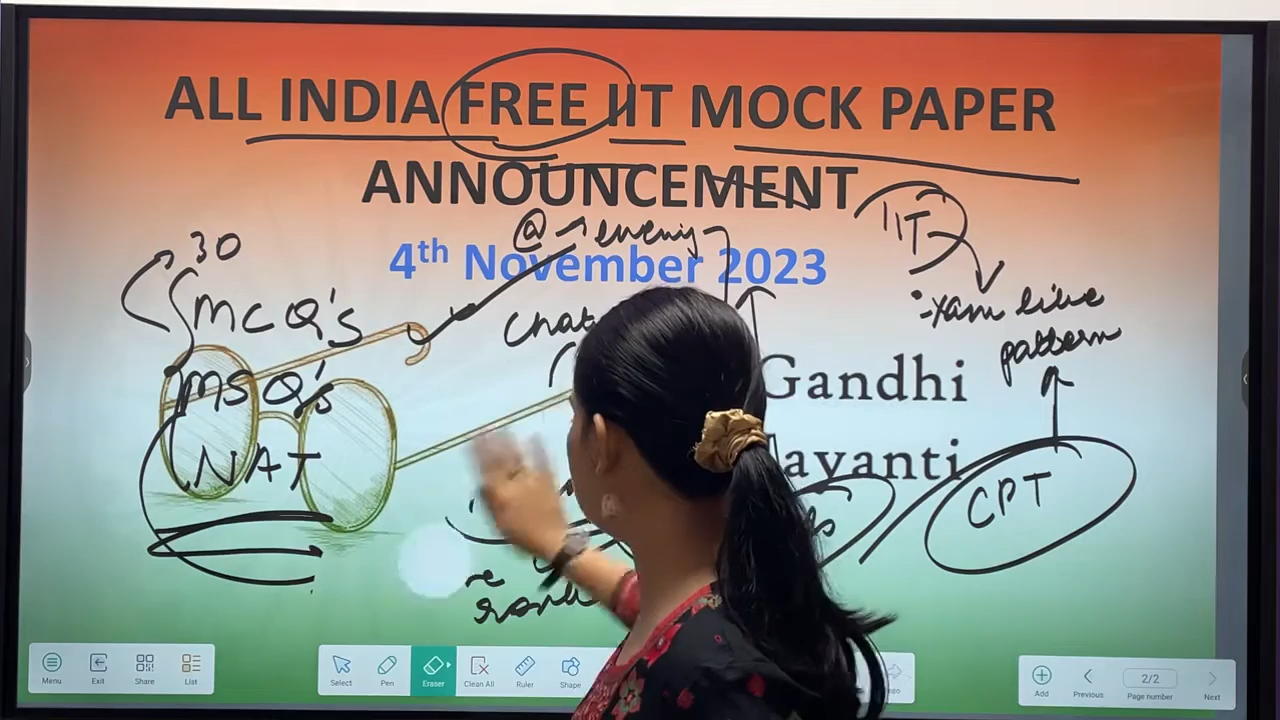 ALL INDIA FREE IIT MOCK PAPER
ANNOUNCEMENT
4th November 2023
IIT
30
MCQ's
MSQ's
NAT
exam like
pattern
Gandhi
Jayanti
CPT
Menu
Exit
Share
List
Select
Pen
Eraser
Clean All
Ruler
Shape
Add
Previous
2/2
Page number
Next